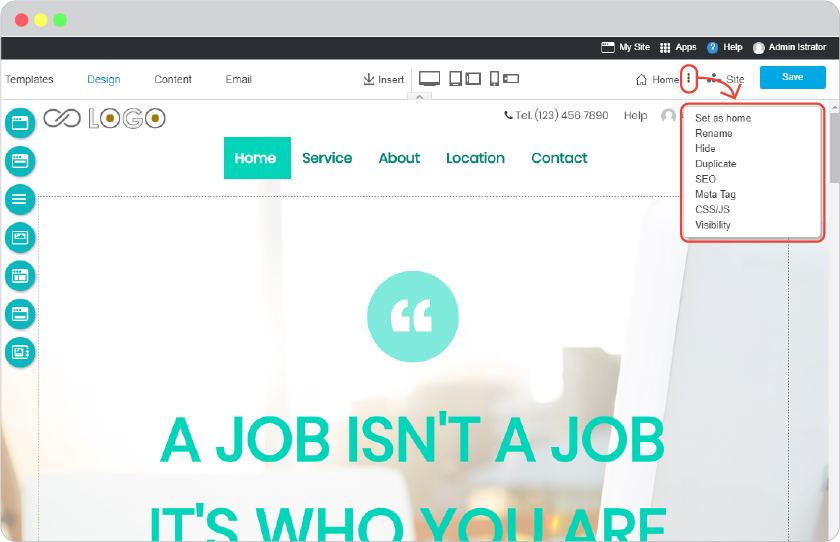 My Site Apps ? Help Admin Istrator
Templates Design Content Email Insert Home Site Save
LOGO Tel. (123) 456 7890 Help
Set as home
Rename
Hide
Duplicate
SEO
Meta Tag
CSS/JS
Visibility
Home Service About Location Contact
A JOB ISN'T A JOB
IT'S WHO YOU ARE